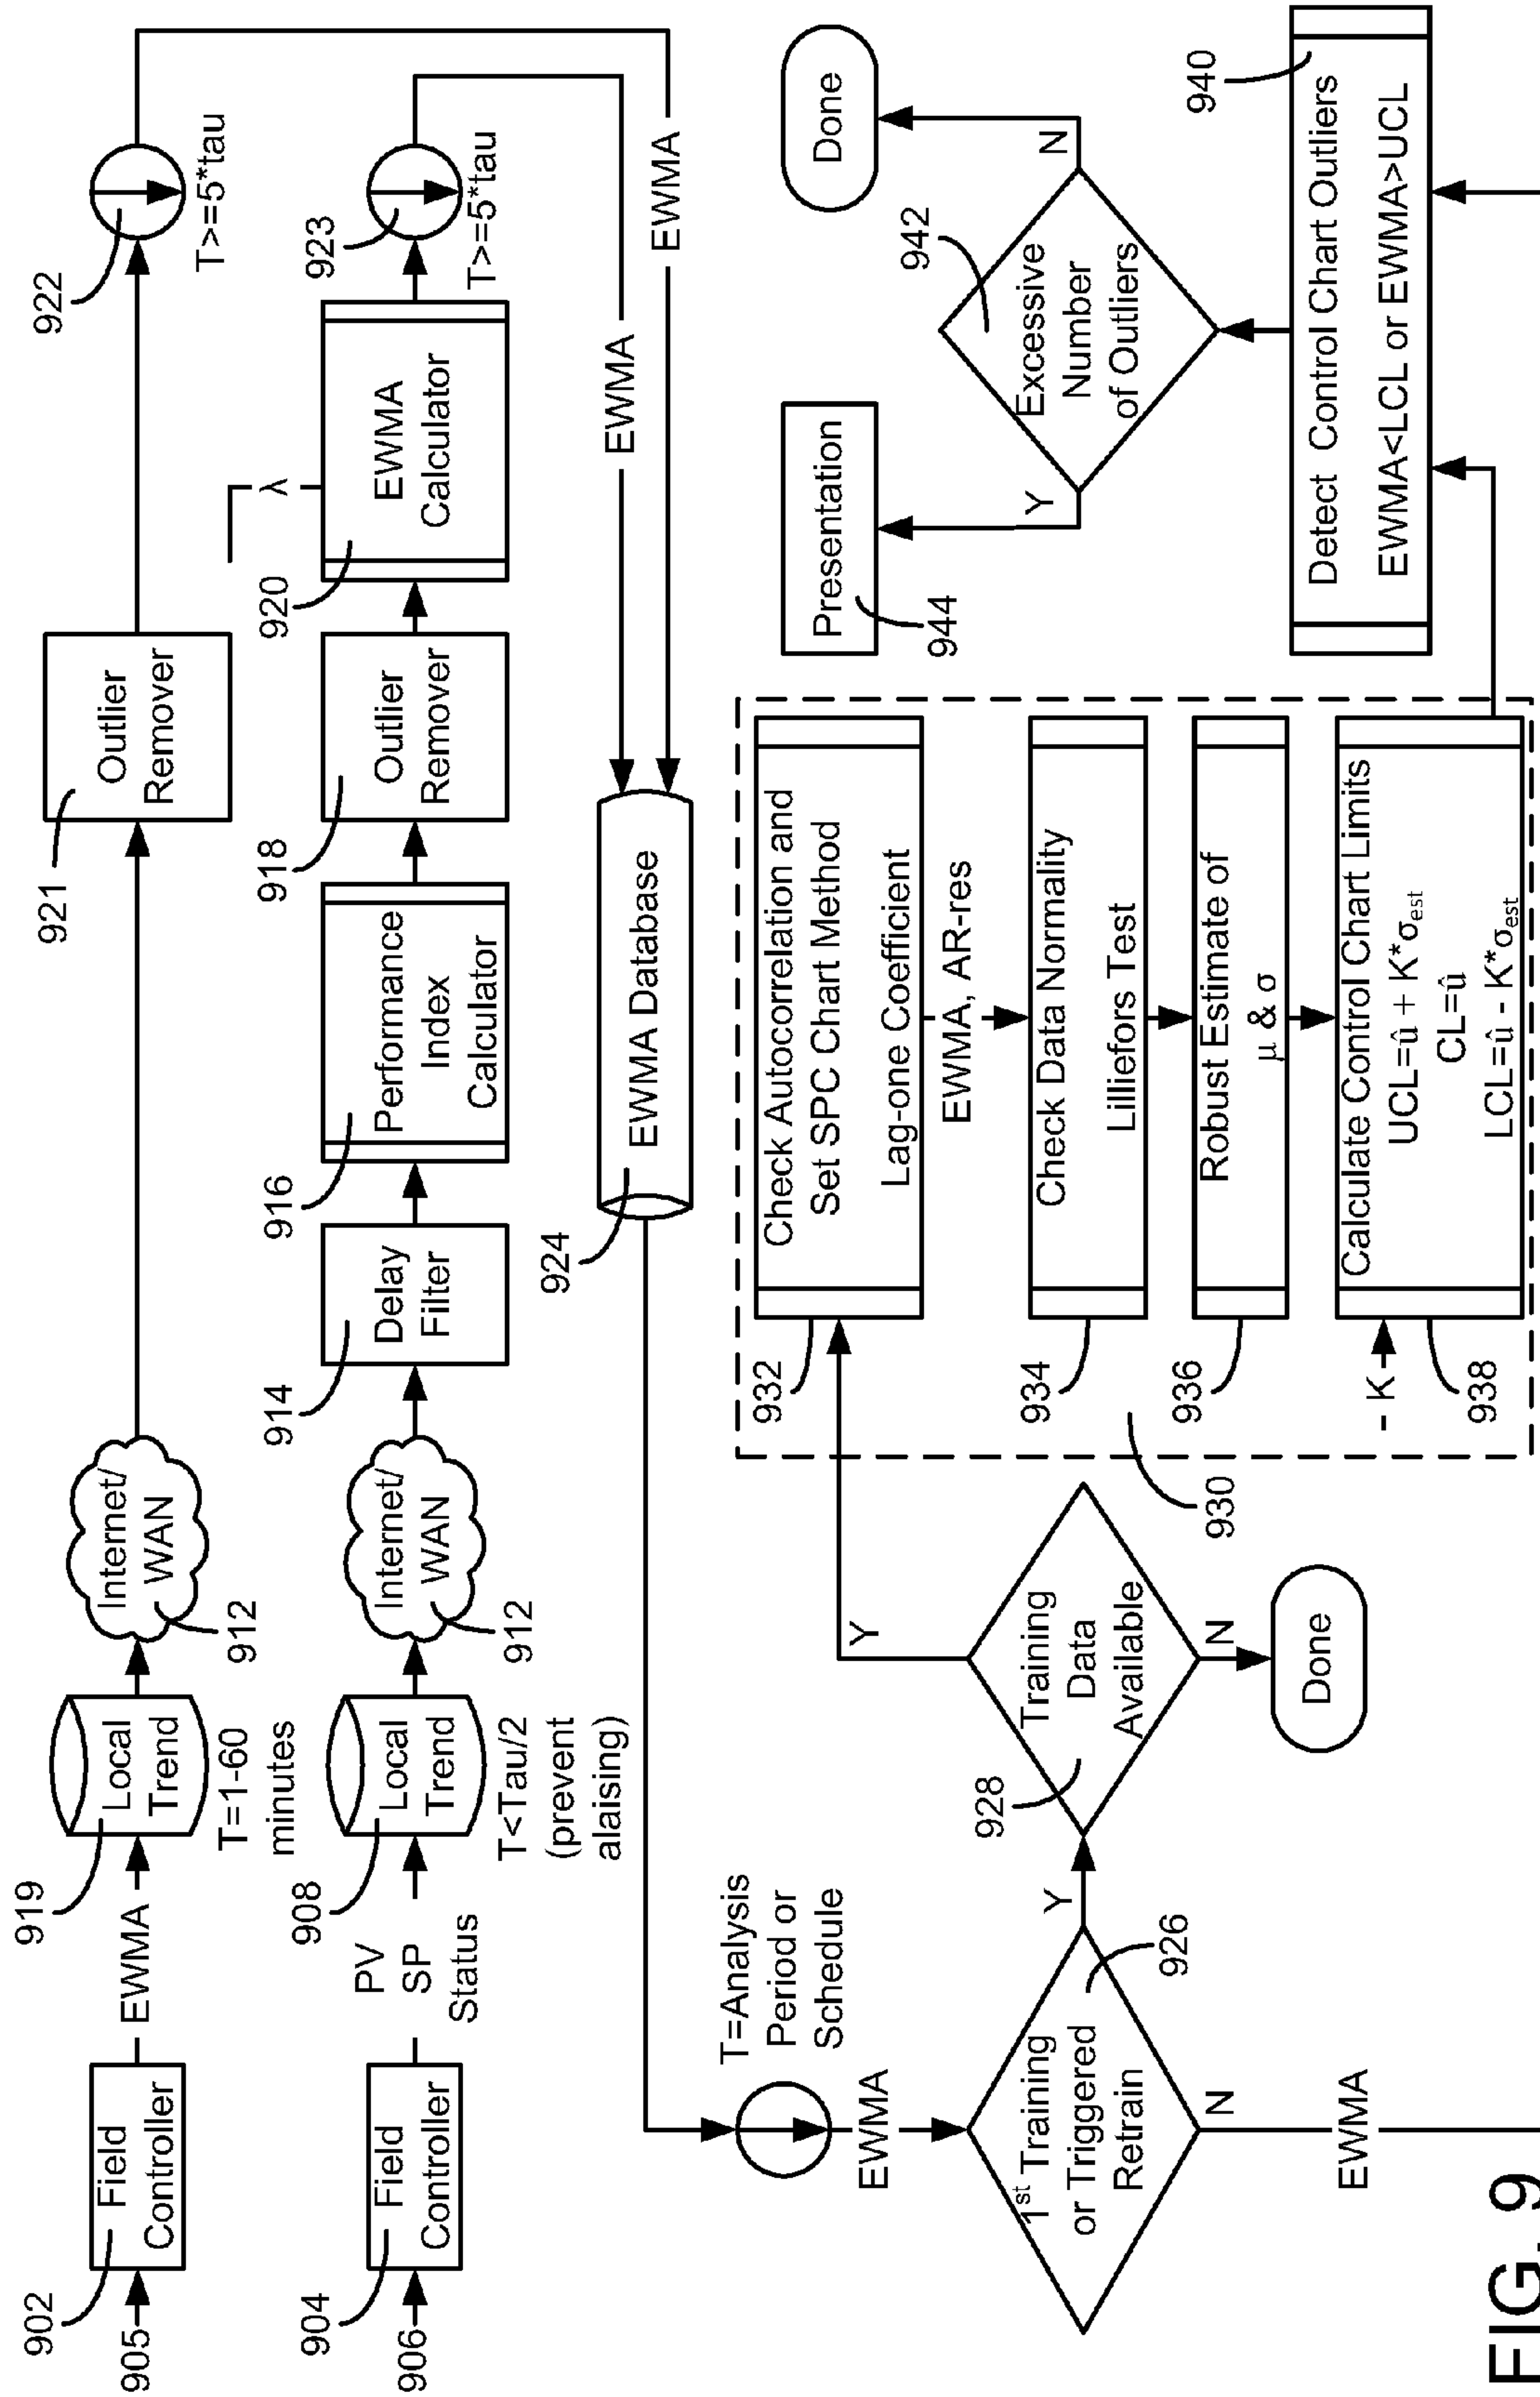 902
905
Field
Controller
EWMA
919
Local
Trend
T=1-60
minutes
Internet/
WAN
912
921
Outlier
Remover
922
T>=5*tau
904
906
Field
Controller
PV
SP
Status
908
Local
Trend
T<Tau/2
(prevent
alaising)
Internet/
WAN
912
914
Delay
Filter
916
Performance
Index
Calculator
918
Outlier
Remover
920
λ
EWMA
Calculator
923
T>=5*tau
EWMA
EWMA
924
EWMA Database
T=Analysis
Period or
Schedule
EWMA
1st Training
or Triggered
Retrain
926
Y
N
EWMA
928
Training
Data
Available
Y
N
Done
930
932
Check Autocorrelation and
Set SPC Chart Method
Lag-one Coefficient
EWMA, AR-res
934
Check Data Normality
Lilliefors Test
936
Robust Estimate of
μ & σ
K
938
Calculate Control Chart Limits
UCL=û + K*σest
CL=û
LCL=û - K*σest
944
Presentation
Y
942
Excessive
Number
of Outliers
N
Done
940
Detect Control Chart Outliers
EWMA<LCL or EWMA>UCL
FIG. 9